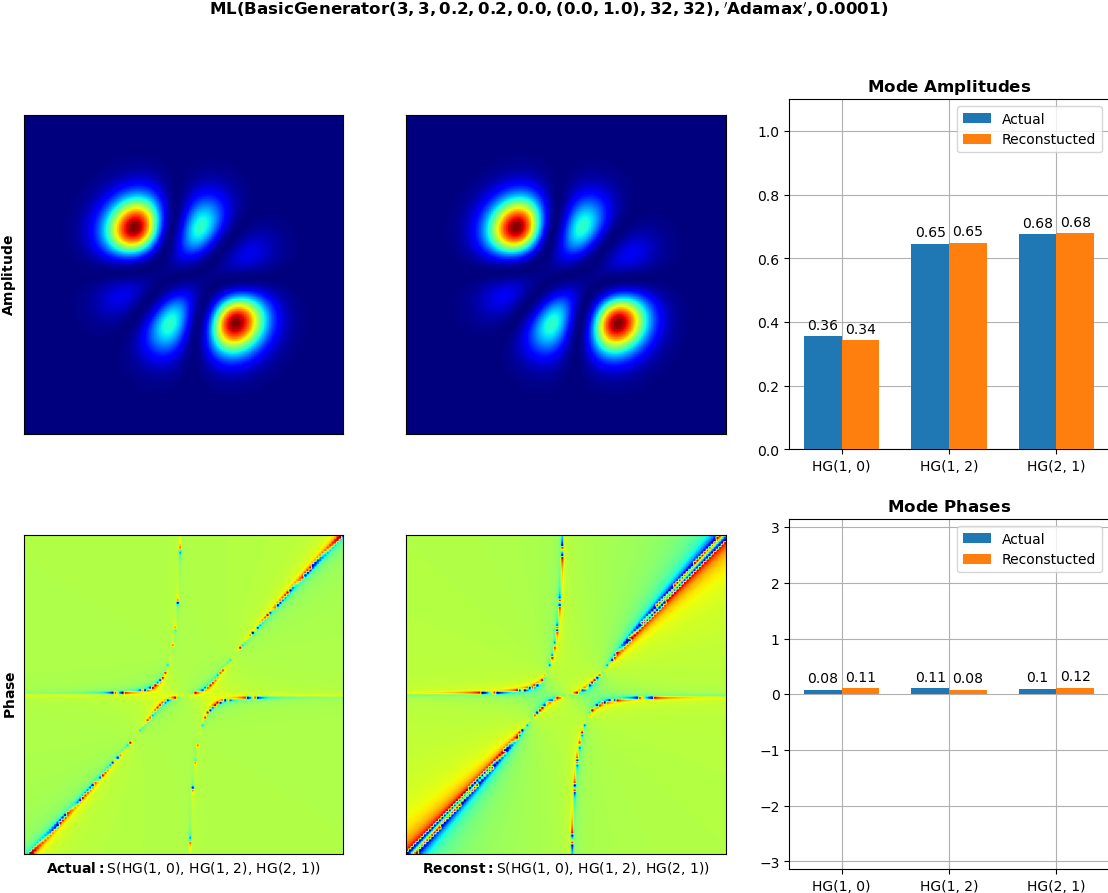 ML(BasicGenerator(3, 3, 0.2, 0.2, 0.0, (0.0, 1.0), 32, 32), ′Adamax′, 0.0001)
Amplitude
Mode Amplitudes
Actual
Reconstucted
1.0
0.8
0.6
0.4
0.2
0.0
0.36
0.34
0.65
0.65
0.68
0.68
HG(1, 0)
HG(1, 2)
HG(2, 1)
Phase
Actual: S(HG(1, 0), HG(1, 2), HG(2, 1))
Reconst: S(HG(1, 0), HG(1, 2), HG(2, 1))
Mode Phases
Actual
Reconstucted
3
2
1
0
−1
−2
−3
0.08
0.11
0.11
0.08
0.1
0.12
HG(1, 0)
HG(1, 2)
HG(2, 1)